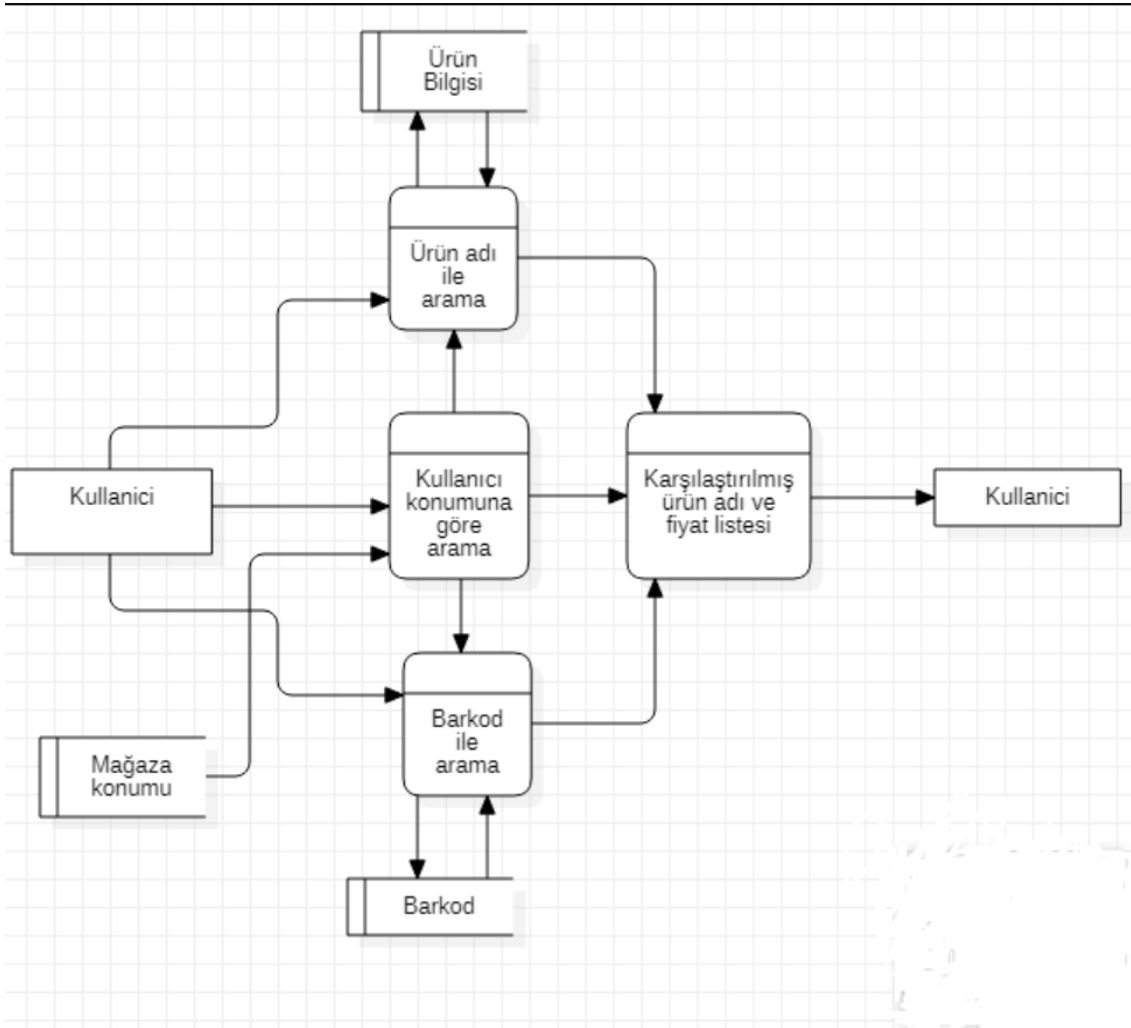 Ürün
Bilgisi
Ürün adı
ile
arama
Kullanici
Kullanıcı
konumuna
göre
arama
Karşılaştırılmış
ürün adı ve
fiyat listesi
Kullanici
Mağaza
konumu
Barkod
ile
arama
Barkod